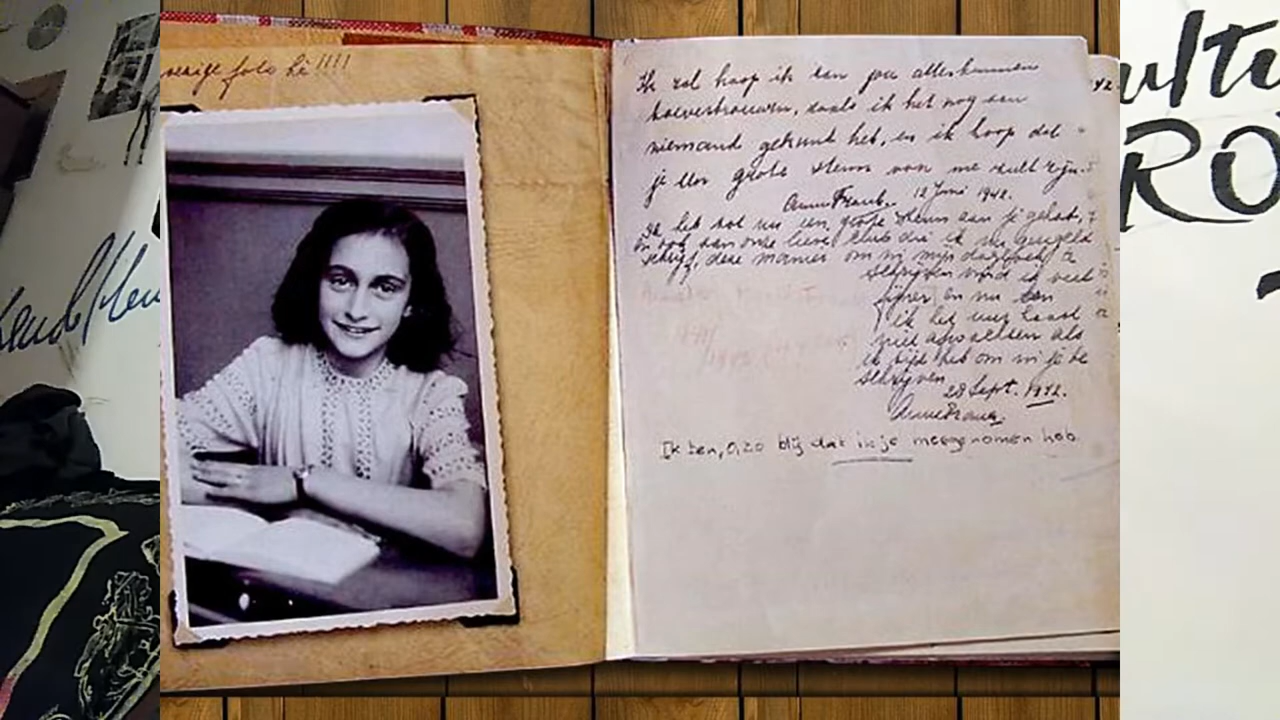 foto hè !!!!
Ik zal hoop ik aan jou alles kunnen
toevertrouwen, zoals ik het nog aan
niemand gekund heb, en ik hoop dat
je een grote steun voor me zult zijn.
Anne Frank. 12 Juni 1942.
Ik heb tot nu een grote steun aan je gehad,
en ook aan onze lieve club die ik nu geregeld
schrijf, deze manier om in mijn dagboek te
schrijven vind ik veel
fijner en nu kan
ik het uur haast
niet afwachten als
ik tijd heb om in je te
schrijven.
28 Sept. 1942.
Anne Frank.
Ik ben, o, zo blij dat ik je meegenomen heb
ulti
RO